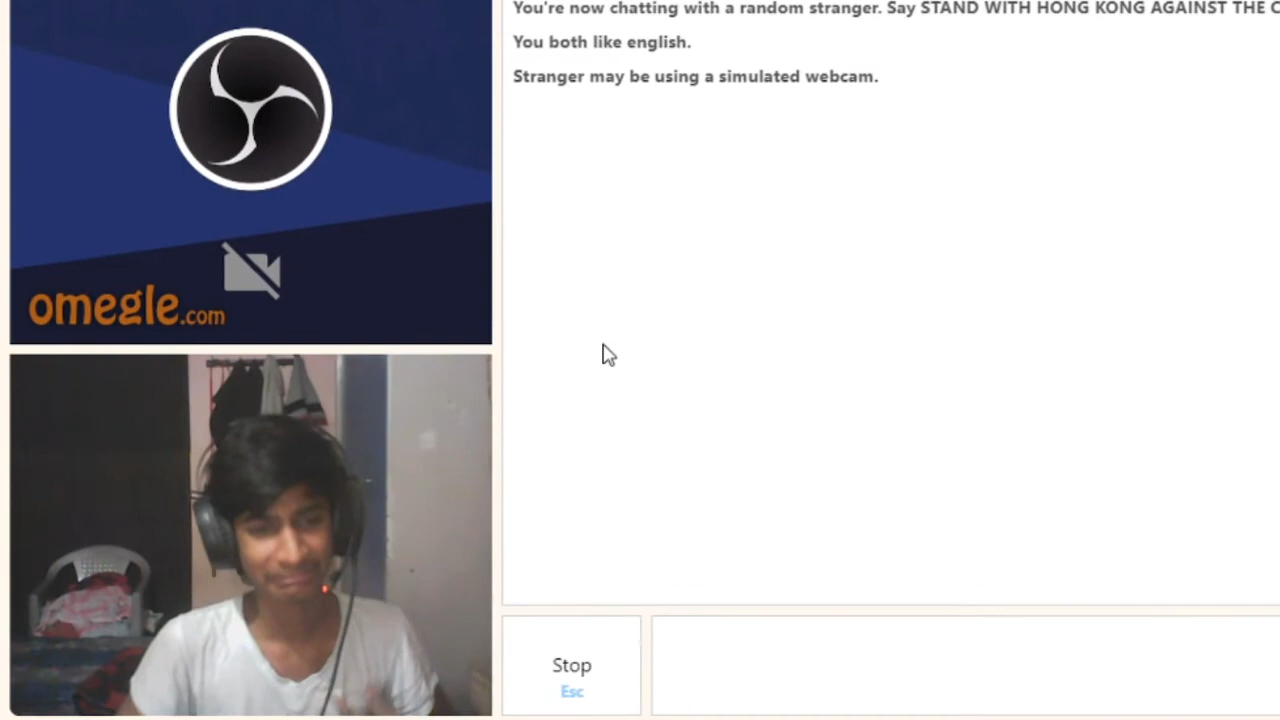 You're now chatting with a random stranger. Say STAND WITH HONG KONG AGAINST THE
You both like english.
Stranger may be using a simulated webcam.
omegle.com
Stop
Esc